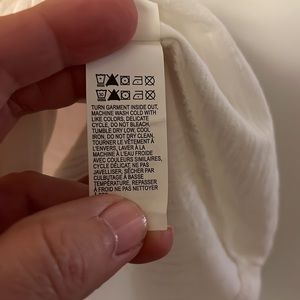 TURN GARMENT INSIDE OUT,
MACHINE WASH COLD WITH
LIKE COLORS, DELICATE
CYCLE, DO NOT BLEACH.
TUMBLE DRY LOW, COOL
IRON, DO NOT DRY CLEAN.
TOURNER LE VÊTEMENT À
L'ENVERS, LAVER À LA
MACHINE À L'EAU FROIDE
AVEC COULEURS SIMILAIRES,
CYCLE DÉLICAT, NE PAS
JAVELLISER, SÉCHER PAR
CULBUTAGE À BASSE
TEMPÉRATURE, REPASSER
À FROID NE PAS NETTOYER